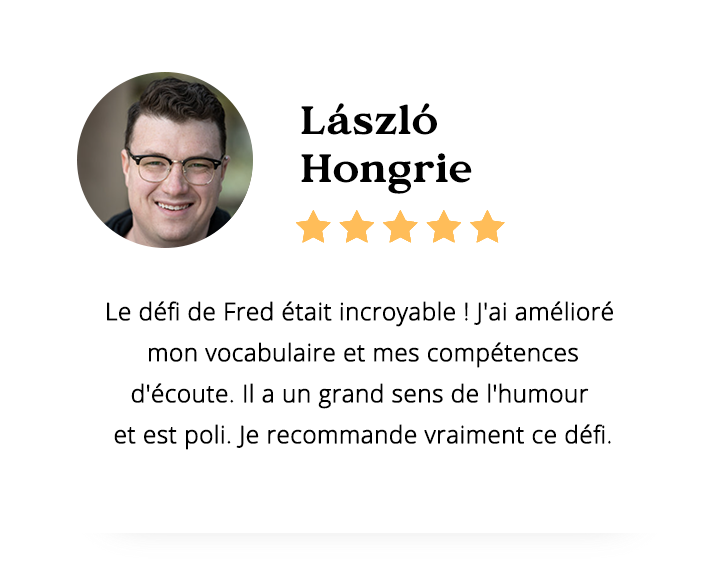 László
Hongrie
Le défi de Fred était incroyable ! J'ai amélioré
mon vocabulaire et mes compétences
d'écoute. Il a un grand sens de l'humour
et est poli. Je recommande vraiment ce défi.